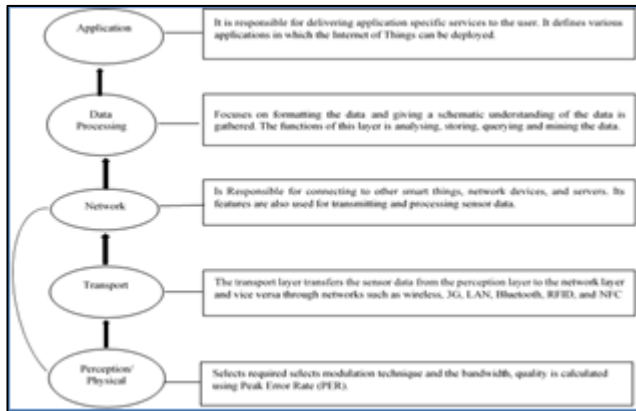 Application
It is responsible for delivering application specific services to the user. It defines various
applications in which the Internet of Things can be deployed.
Data
Processing
Focuses on formatting the data and giving a schematic understanding of the data is
gathered. The functions of this layer is analysing, storing, querying and mining the data.
Network
Is Responsible for connecting to other smart things, network devices, and servers. Its
features are also used for transmitting and processing sensor data.
Transport
The transport layer transfers the sensor data from the perception layer to the network layer
and vice versa through networks such as wireless, 3G, LAN, Bluetooth, RFID, and NFC
Perception/
Physical
Selects required selects modulation technique and the bandwidth, quality is calculated
using Peak Error Rate (PER).